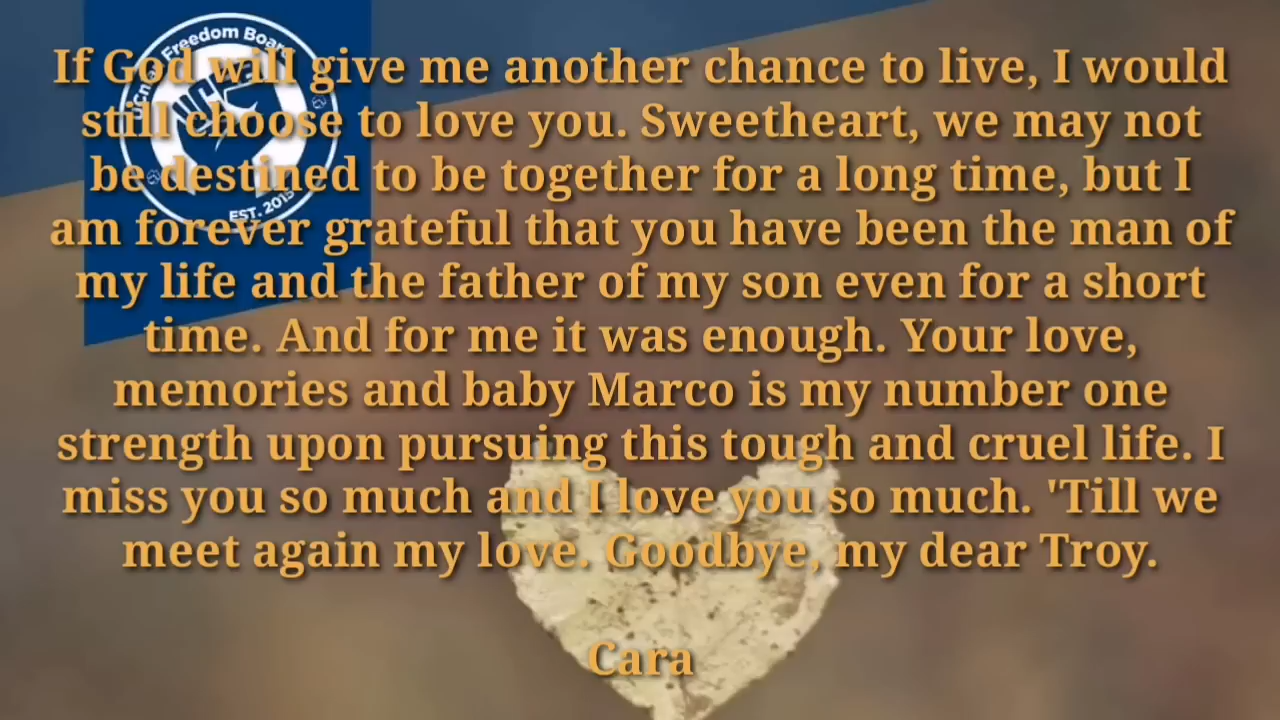 UCnian Freedom Board
If God will give me another chance to live, I would
still choose to love you. Sweetheart, we may not
be destined to be together for a long time, but I
am forever grateful that you have been the man of
my life and the father of my son even for a short
time. And for me it was enough. Your love,
memories and baby Marco is my number one
strength upon pursuing this tough and cruel life. I
miss you so much and I love you so much. 'Till we
meet again my love. Goodbye, my dear Troy.
Cara
EST. 2015